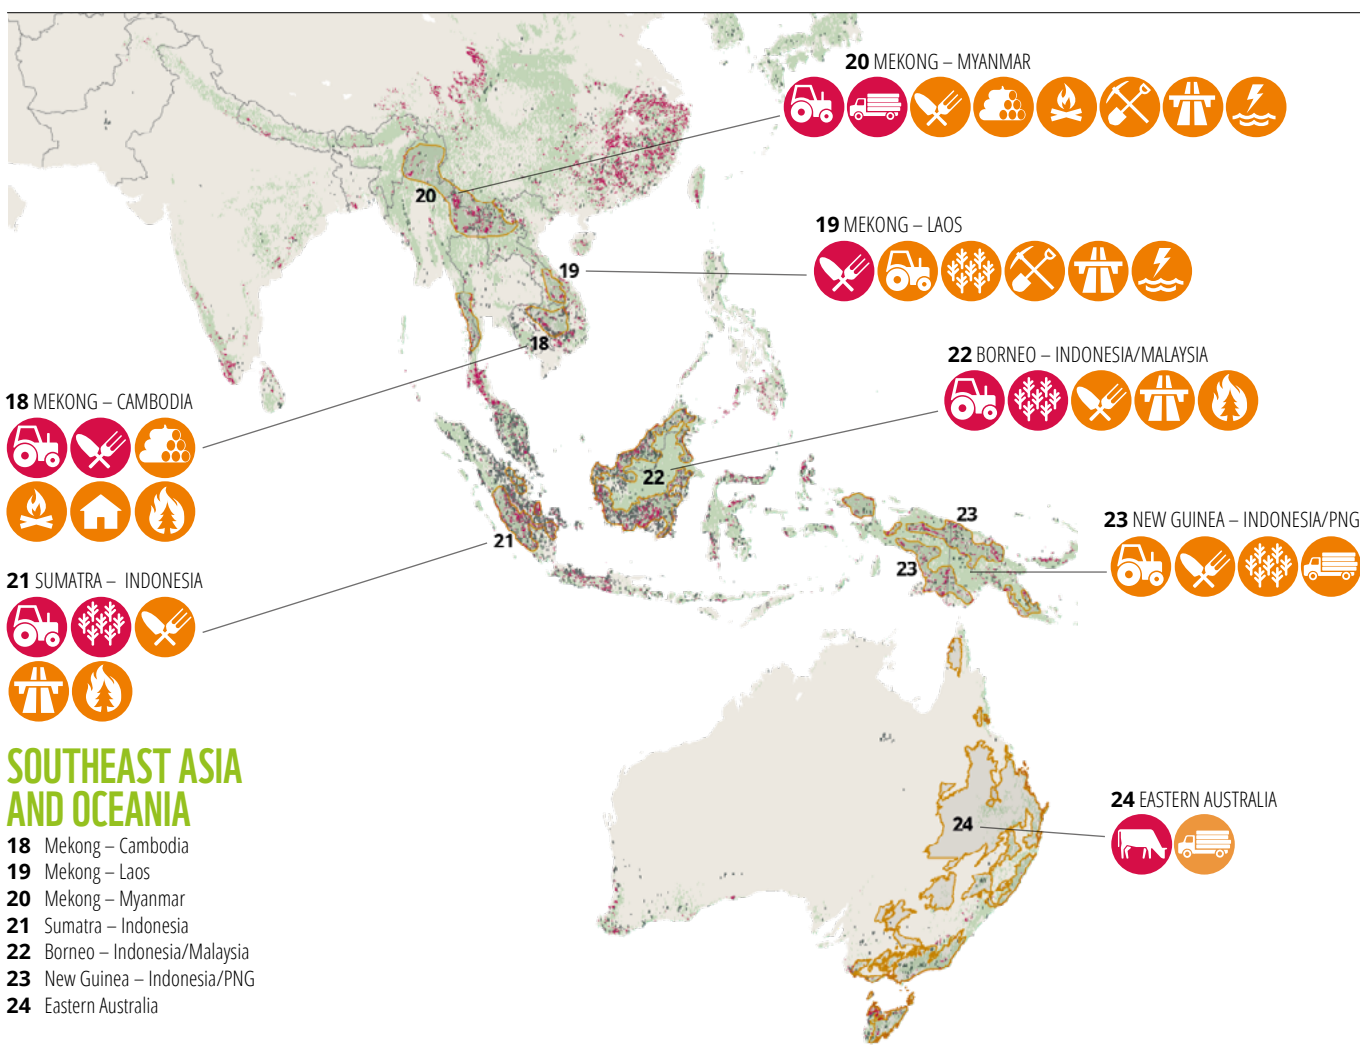 20 MEKONG – MYANMAR
19 MEKONG – LAOS
22 BORNEO – INDONESIA/MALAYSIA
18 MEKONG – CAMBODIA
23 NEW GUINEA – INDONESIA/PNG
21 SUMATRA – INDONESIA
24 EASTERN AUSTRALIA
20
19
18
22
21
23
23
24
SOUTHEAST ASIA
AND OCEANIA
18 Mekong – Cambodia
19 Mekong – Laos
20 Mekong – Myanmar
21 Sumatra – Indonesia
22 Borneo – Indonesia/Malaysia
23 New Guinea – Indonesia/PNG
24 Eastern Australia